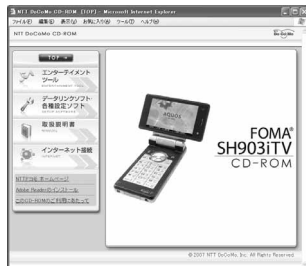 NTT DoCoMo CD-ROM [TOP] - Microsoft Internet Explorer
ファイル(F) 編集(E) 表示(V) お気に入り(A) ツール(T) ヘルプ(H)
NTT DoCoMo CD-ROM
DoCoMo
TOP
エンターテイメント
ツール
データリンクソフト・
各種設定ソフト
取扱説明書
MANUAL
インターネット接続
INTERNET
NTTドコモ ホームページ
Adobe Readerのインストール
このCD-ROMのご利用にあたって
AQUOS
FOMA®
SH903iTV
CD-ROM
© 2007 NTT DoCoMo, Inc. All Rights Reserved